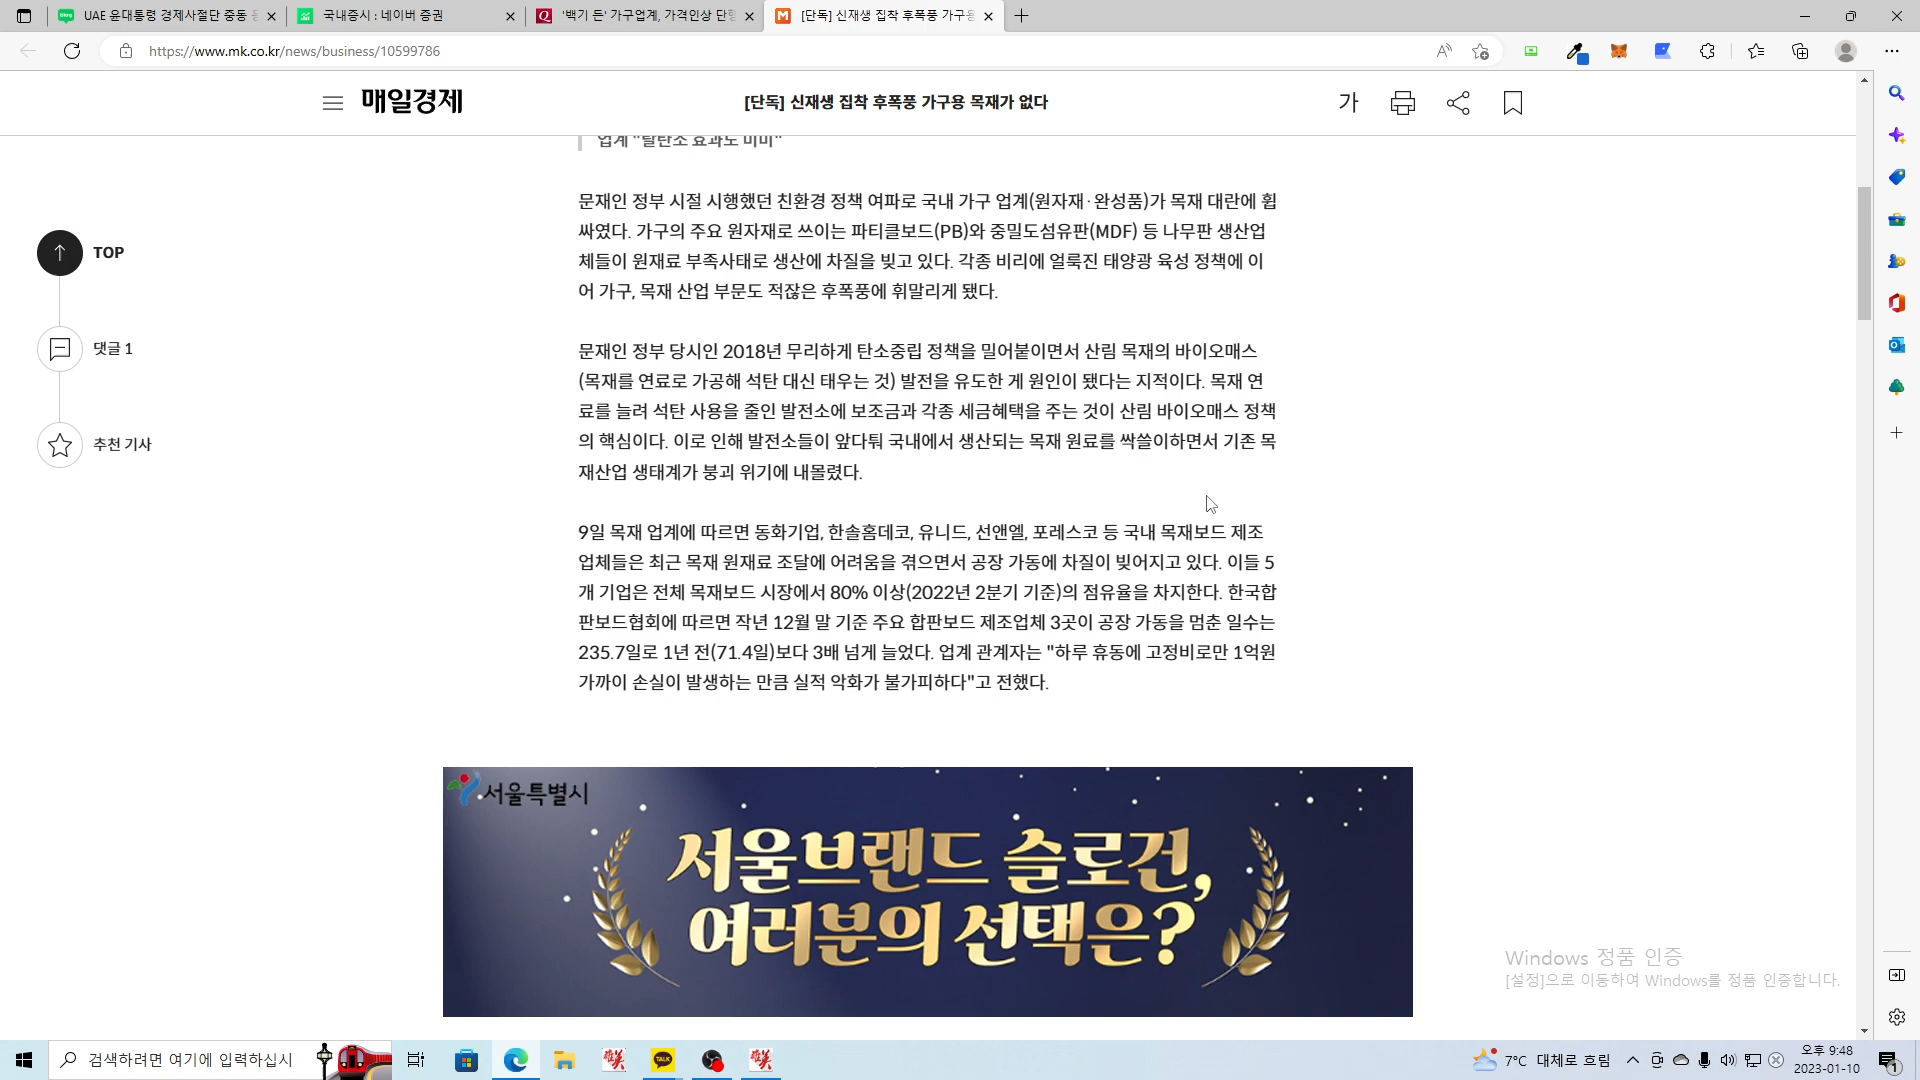 UAE 윤대통령 경제사절단 중동
국내증시 : 네이버 증권
'백기 든' 가구업계, 가격인상 단행
[단독] 신재생 집착 후폭풍 가구용
https://www.mk.co.kr/news/business/10599786
매일경제
[단독] 신재생 집착 후폭풍 가구용 목재가 없다
가
업계 "탈탄소 효과도 미미"
문재인 정부 시절 시행했던 친환경 정책 여파로 국내 가구 업계(원자재·완성품)가 목재 대란에 휩
싸였다. 가구의 주요 원자재로 쓰이는 파티클보드(PB)와 중밀도섬유판(MDF) 등 나무판 생산업
체들이 원재료 부족사태로 생산에 차질을 빚고 있다. 각종 비리에 얼룩진 태양광 육성 정책에 이
어 가구, 목재 산업 부문도 적잖은 후폭풍에 휘말리게 됐다.
TOP
댓글 1
추천 기사
문재인 정부 당시인 2018년 무리하게 탄소중립 정책을 밀어붙이면서 산림 목재의 바이오매스
(목재를 연료로 가공해 석탄 대신 태우는 것) 발전을 유도한 게 원인이 됐다는 지적이다. 목재 연
료를 늘려 석탄 사용을 줄인 발전소에 보조금과 각종 세금혜택을 주는 것이 산림 바이오매스 정책
의 핵심이다. 이로 인해 발전소들이 앞다퉈 국내에서 생산되는 목재 원료를 싹쓸이하면서 기존 목
재산업 생태계가 붕괴 위기에 내몰렸다.
9일 목재 업계에 따르면 동화기업, 한솔홈데코, 유니드, 선앤엘, 포레스코 등 국내 목재보드 제조
업체들은 최근 목재 원재료 조달에 어려움을 겪으면서 공장 가동에 차질이 빚어지고 있다. 이들 5
개 기업은 전체 목재보드 시장에서 80% 이상(2022년 2분기 기준)의 점유율을 차지한다. 한국합
판보드협회에 따르면 작년 12월 말 기준 주요 합판보드 제조업체 3곳이 공장 가동을 멈춘 일수는
235.7일로 1년 전(71.4일)보다 3배 넘게 늘었다. 업계 관계자는 "하루 휴동에 고정비로만 1억원
가까이 손실이 발생하는 만큼 실적 악화가 불가피하다"고 전했다.
서울특별시
서울브랜드 슬로건,
여러분의 선택은?
Windows 정품 인증
[설정]으로 이동하여 Windows를 정품 인증합니다.
검색하려면 여기에 입력하십시
TALK
7°C 대체로 흐림
오후 9:48
2023-01-10
1